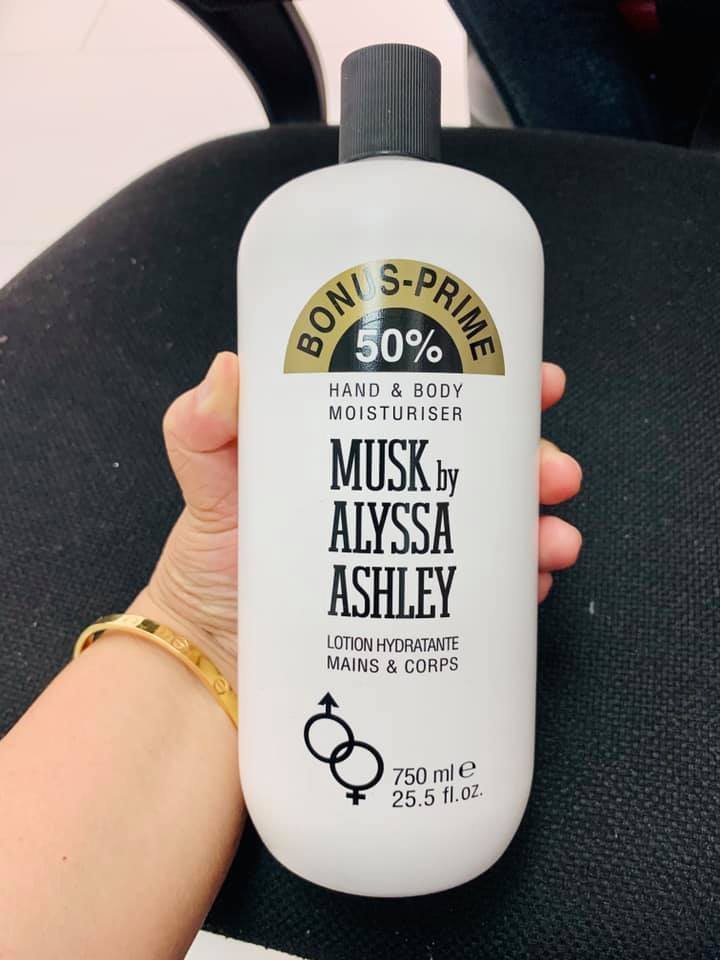 BONUS-PRIME
50%
HAND & BODY
MOISTURISER
MUSK by
ALYSSA
ASHLEY
LOTION HYDRATANTE
MAINS & CORPS
750 ml e
25.5 fl.oz.